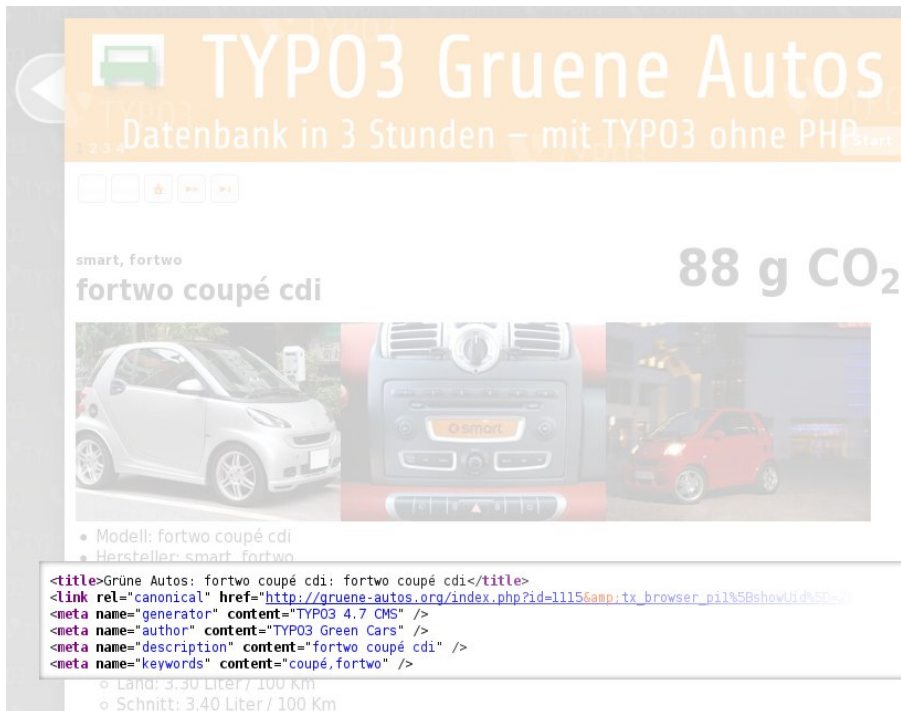 TYPO3 Gruene Autos
Datenbank in 3 Stunden – mit TYPO3 ohne PHP
1 2 3 4
Start
smart, fortwo
88 g CO₂
fortwo coupé cdi
smart
• Modell: fortwo coupé cdi
• Hersteller: smart, fortwo
<title>Grüne Autos: fortwo coupé cdi: fortwo coupé cdi</title>
<link rel="canonical" href="http://gruene-autos.org/index.php?id=1115&amp;tx_browser_pi1%5BshowUid%5D=
<meta name="generator" content="TYPO3 4.7 CMS" />
<meta name="author" content="TYPO3 Green Cars" />
<meta name="description" content="fortwo coupé cdi" />
<meta name="keywords" content="coupé,fortwo" />
○ Land: 3.30 Liter / 100 Km
○ Schnitt: 3,40 Liter / 100 Km